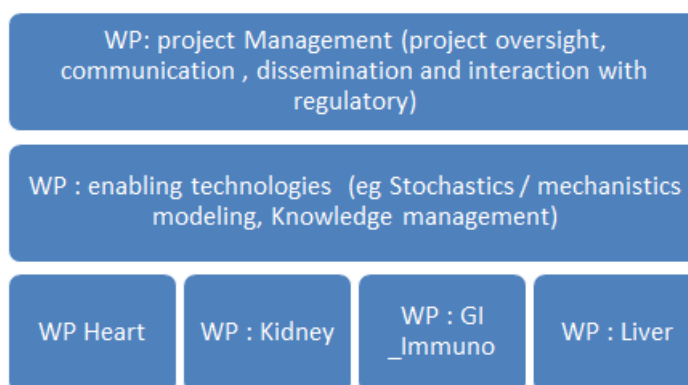 WP: project Management (project oversight,
communication , dissemination and interaction with
regulatory)
WP : enabling technologies (eg Stochastics / mechanistics
modeling, Knowledge management)
WP Heart
WP : Kidney
WP : GI
_Immuno
WP : Liver